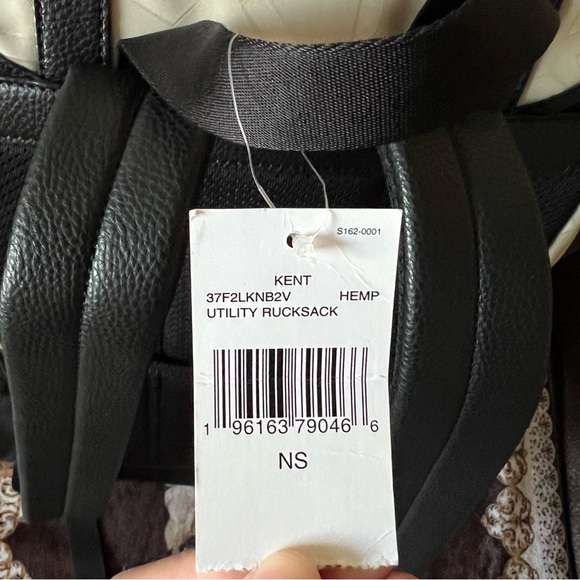 S162-0001
KENT
37F2LKNB2V HEMP
UTILITY RUCKSACK
1 96163 79046 6
NS